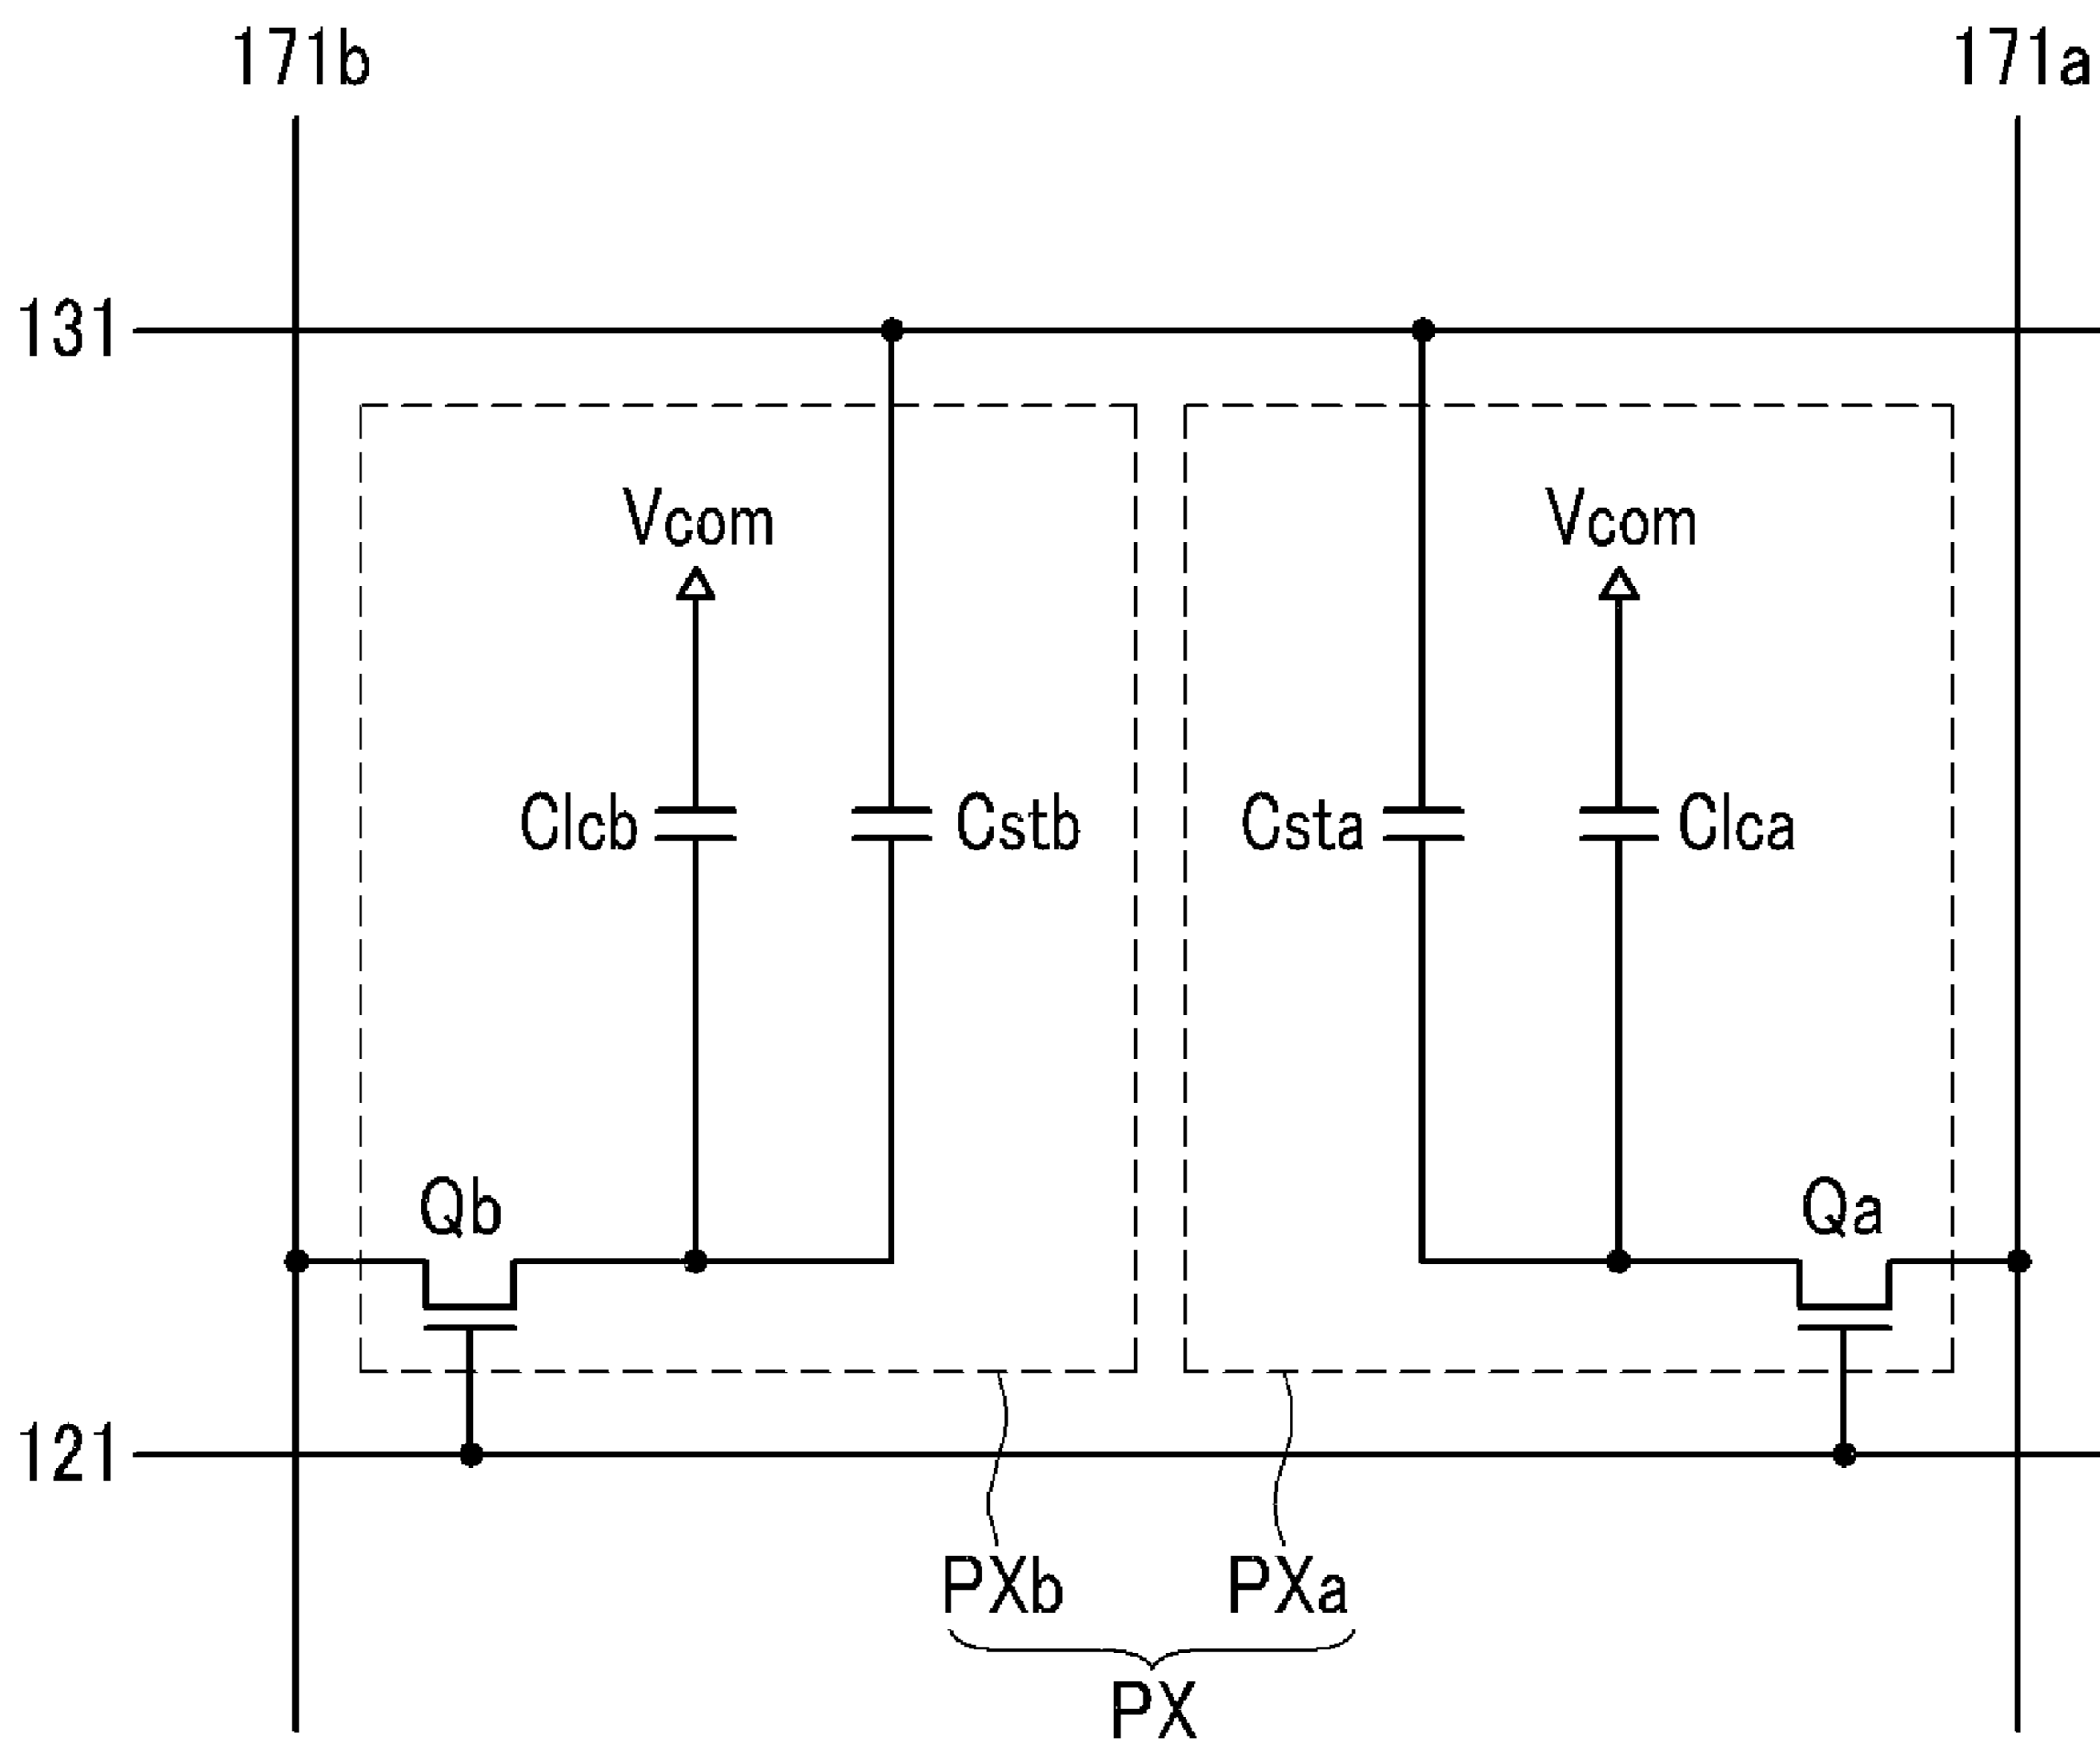 171b 171a
131
Vcom Vcom
Clcb Cstb Csta Clca
Qb Qa
121
PXb PXa
PX